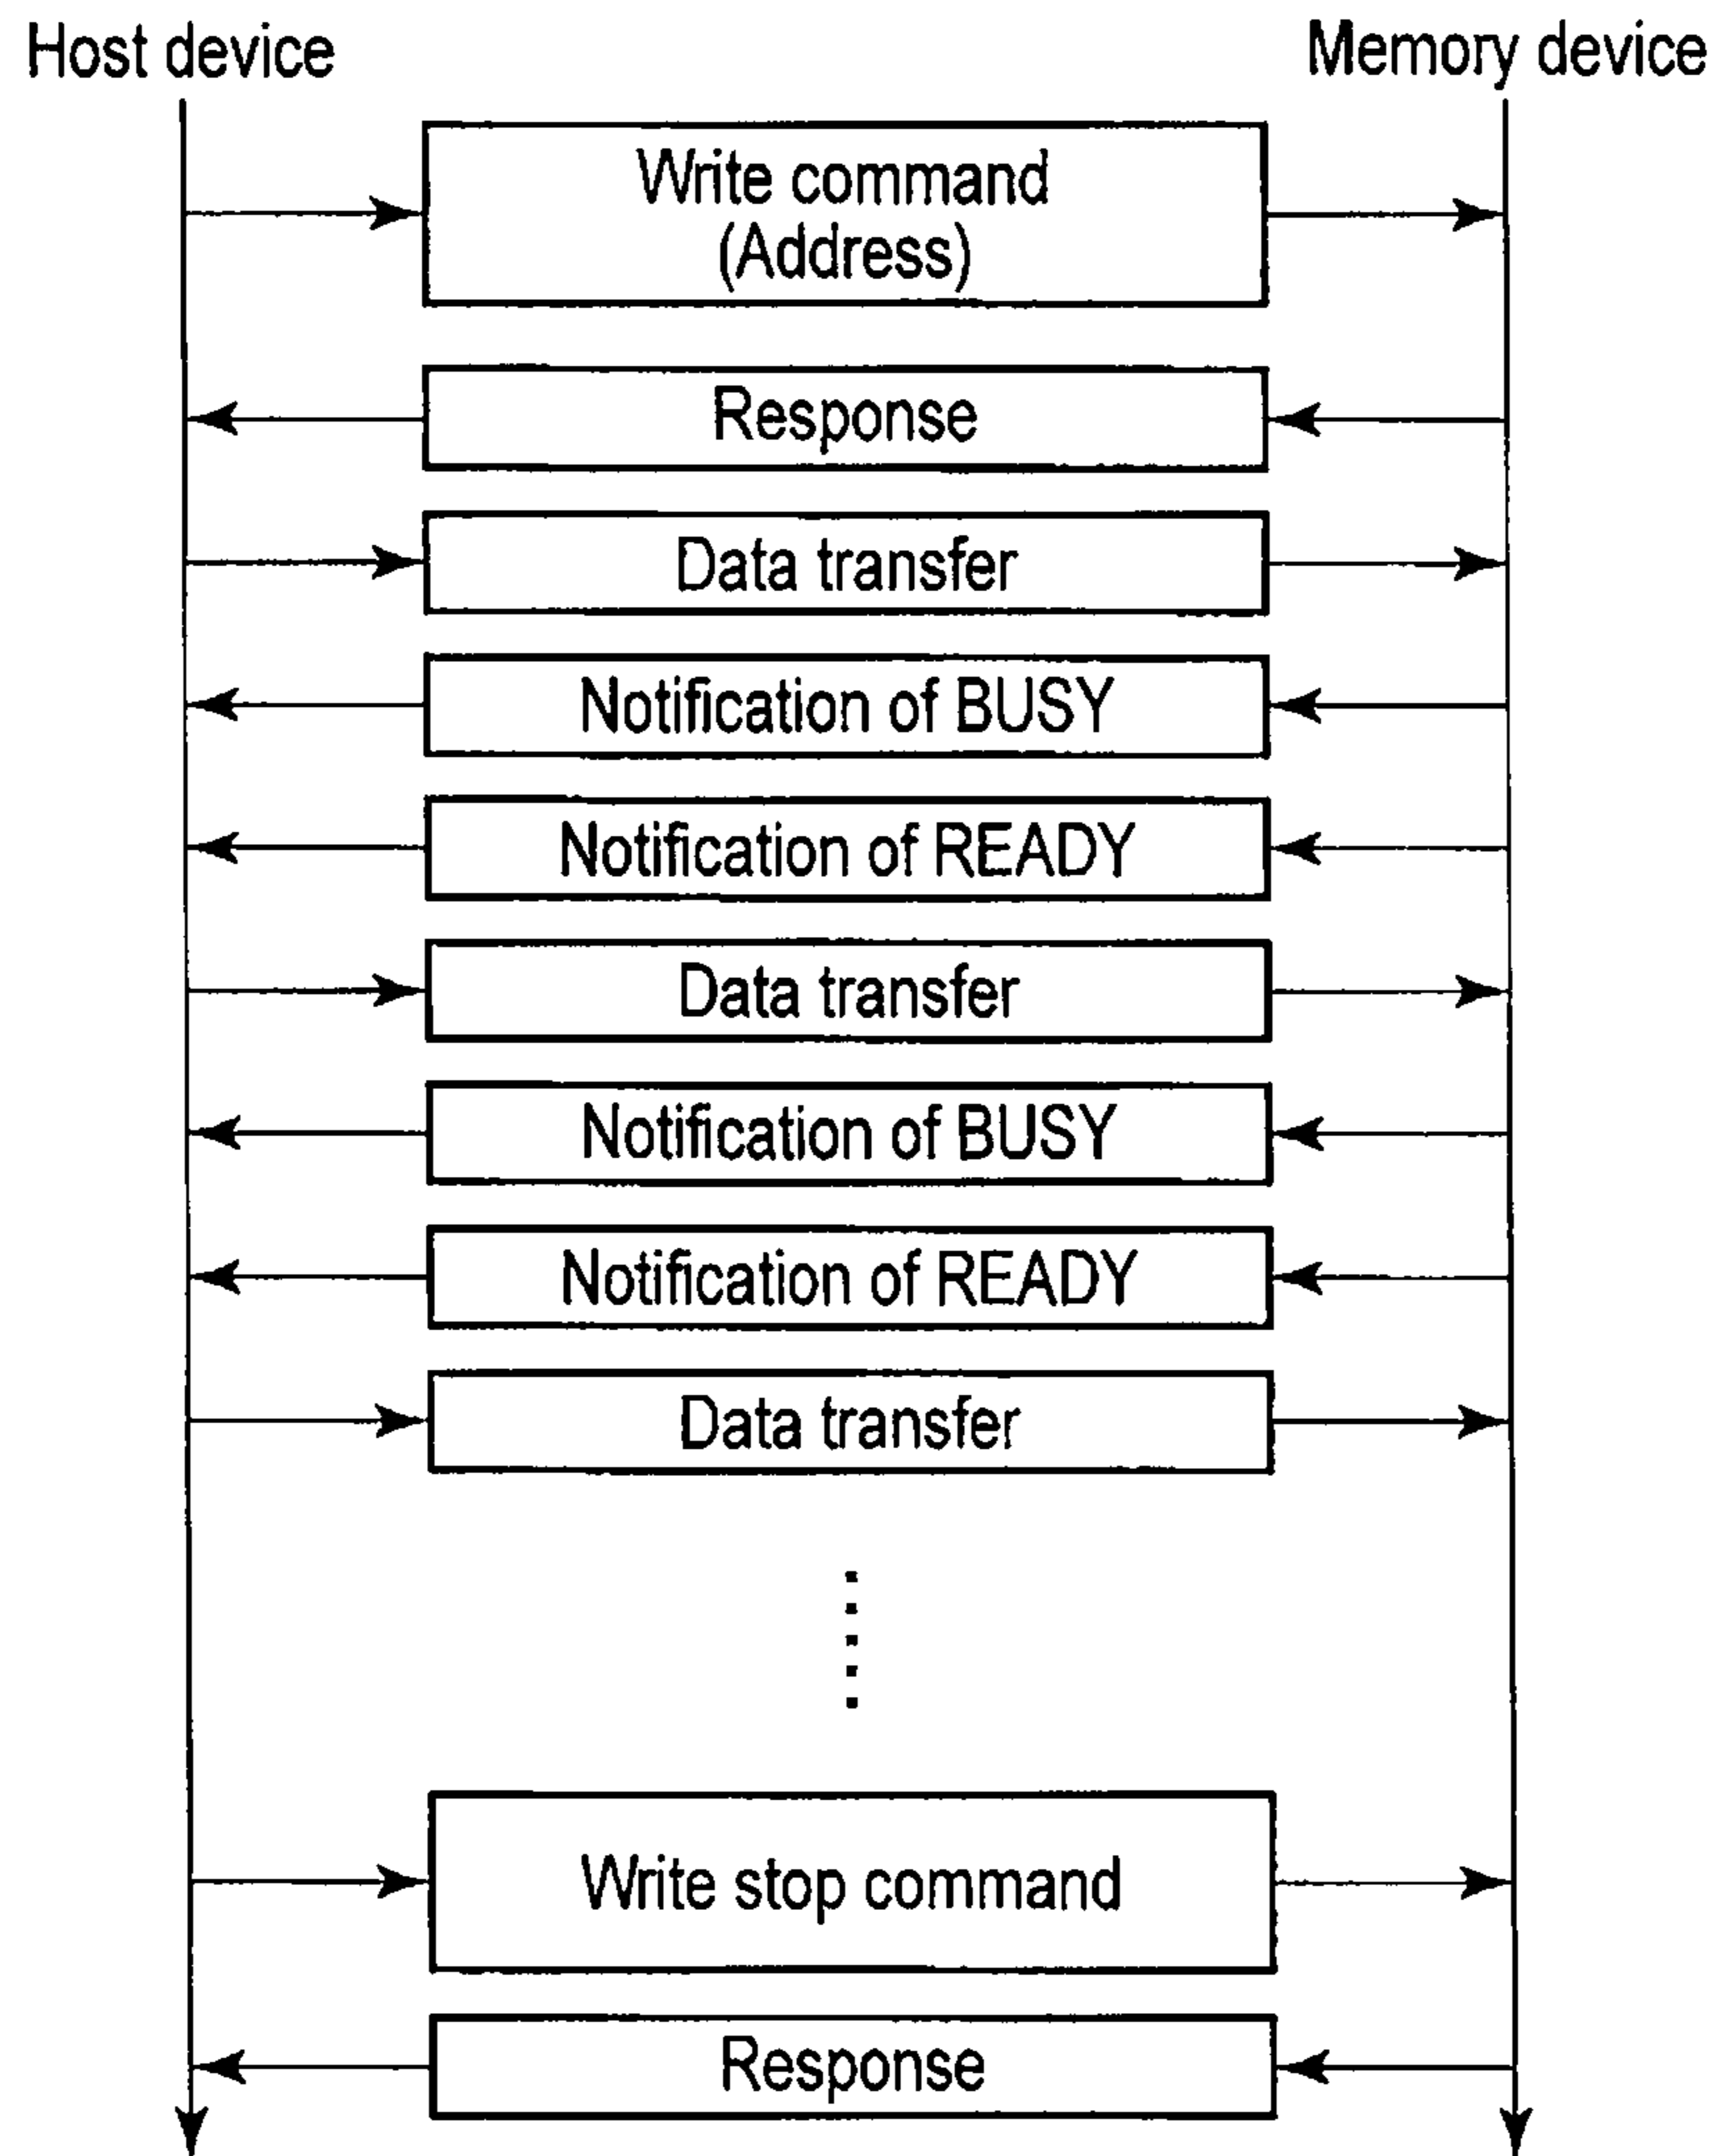 Host device
Memory device
Write command
(Address)
Response
Data transfer
Notification of BUSY
Notification of READY
Data transfer
Notification of BUSY
Notification of READY
Data transfer
Write stop command
Response